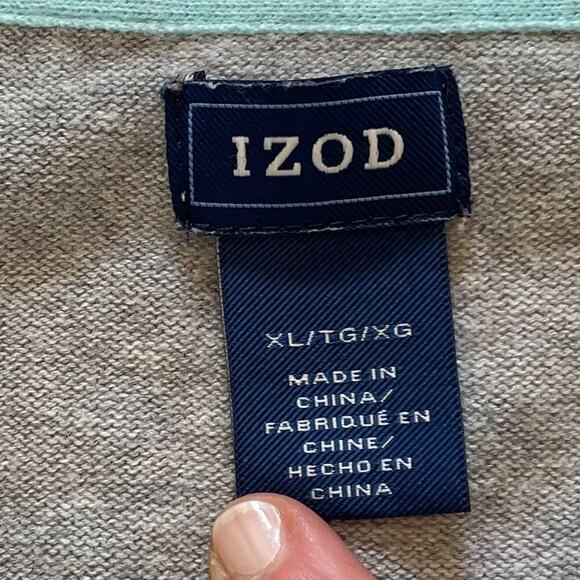 IZOD
XL/TG/XG
MADE IN
CHINA/
FABRIQUÉ EN
CHINE/
HECHO EN
CHINA